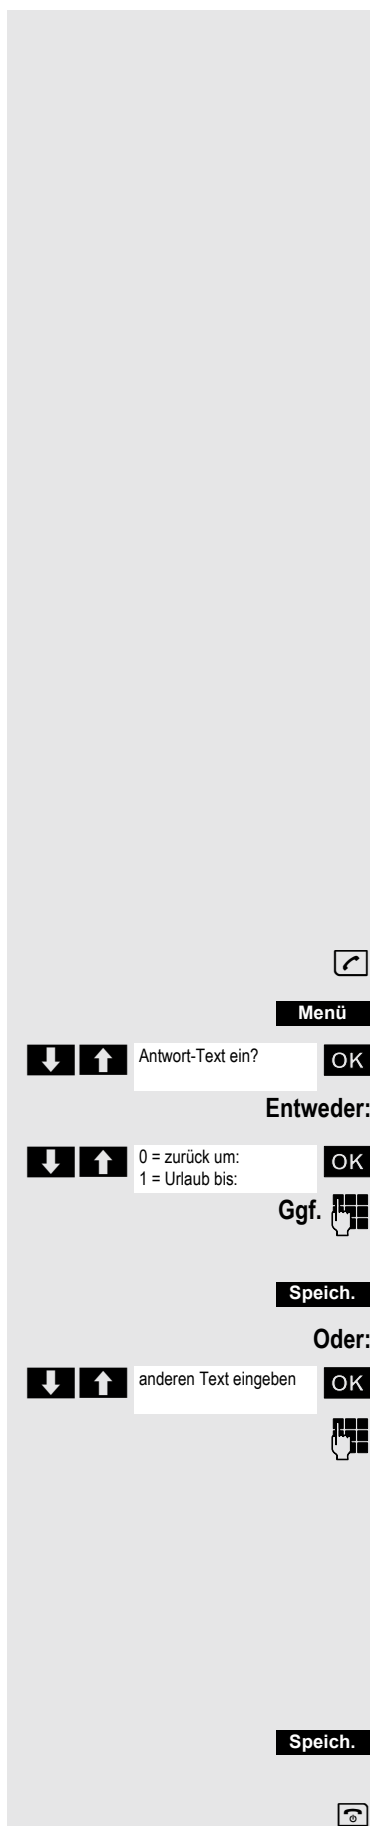 Menü
Antwort-Text ein? OK
Entweder:
0 = zurück um: OK
1 = Urlaub bis:
Ggf.
Speich.
Oder:
anderen Text eingeben OK
Speich.